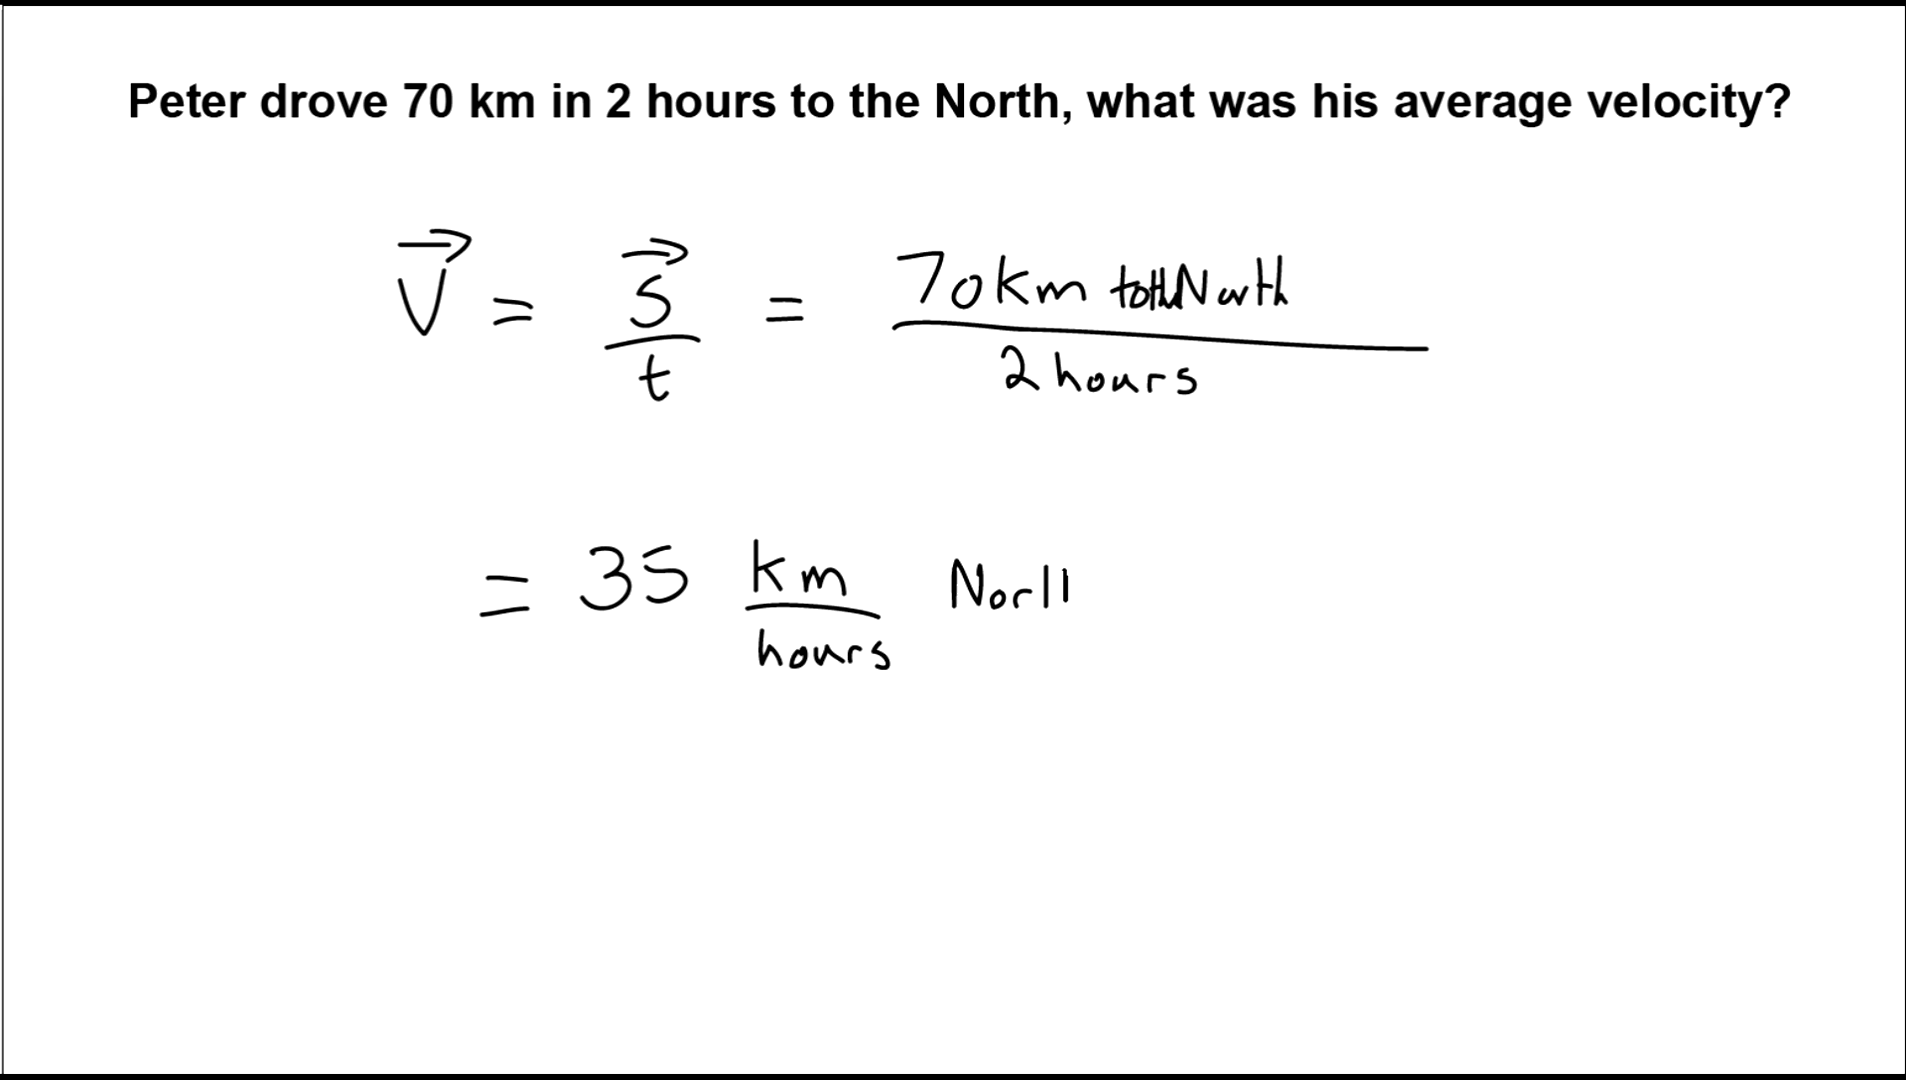 Peter drove 70 km in 2 hours to the North, what was his average velocity?
V = s/t = 70km to the North / 2 hours
= 35 km/hours Nor